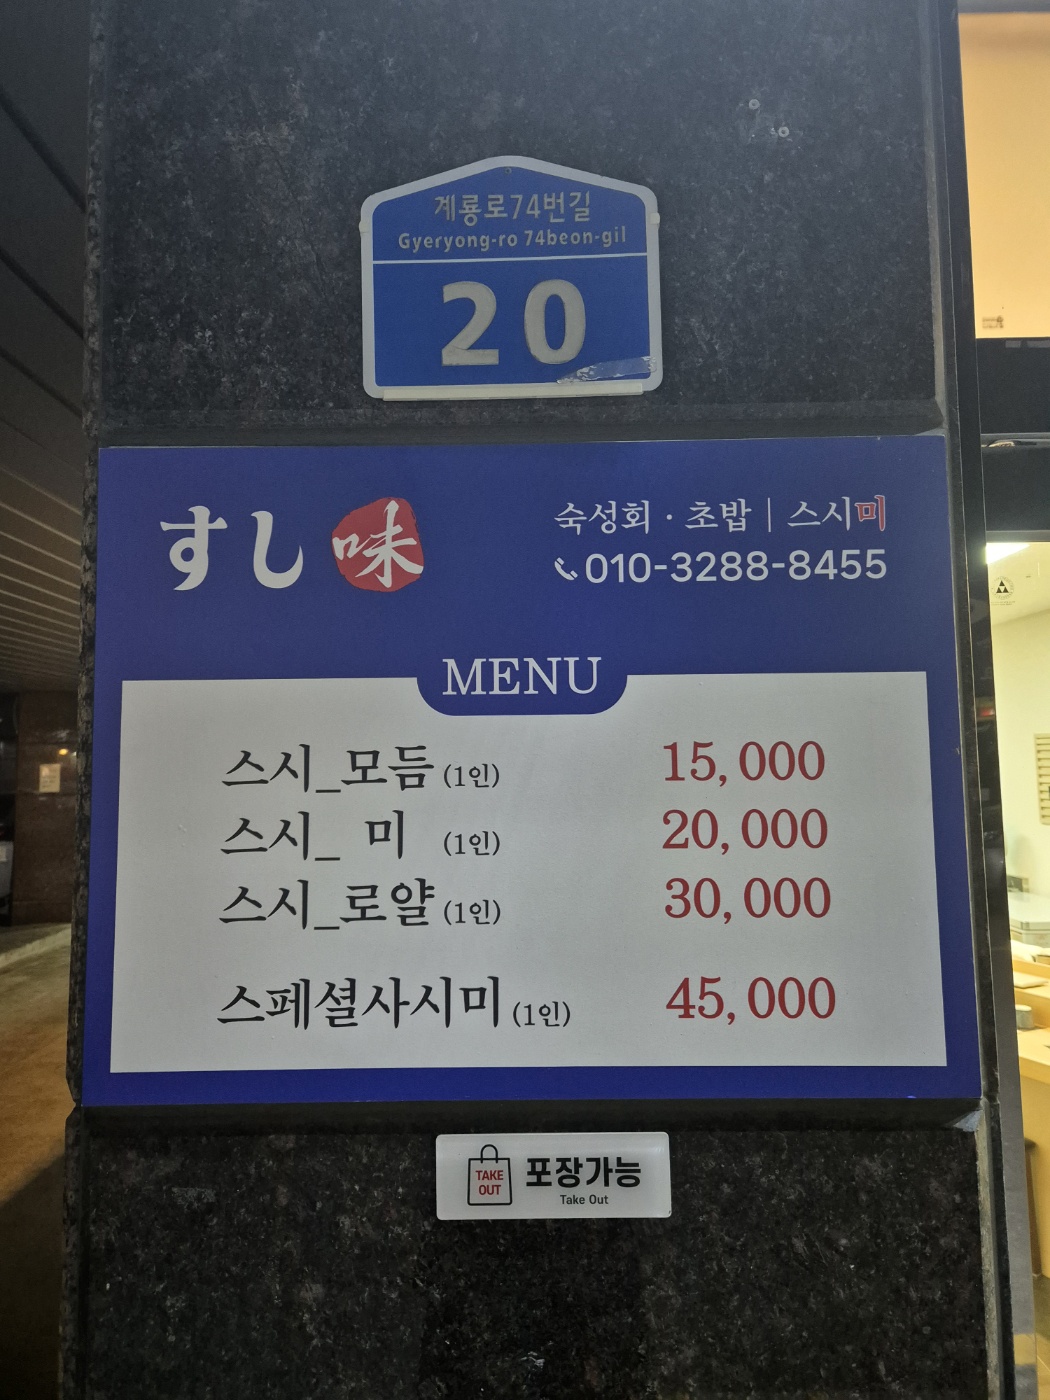 계룡로74번길
Gyeryong-ro 74beon-gil
20
すし 味
숙성회 · 초밥 | 스시미
010-3288-8455
MENU
스시_모듬 (1인) 15,000
스시_ 미 (1인) 20,000
스시_로얄 (1인) 30,000
스페셜사시미 (1인) 45,000
TAKE OUT
포장가능
Take Out